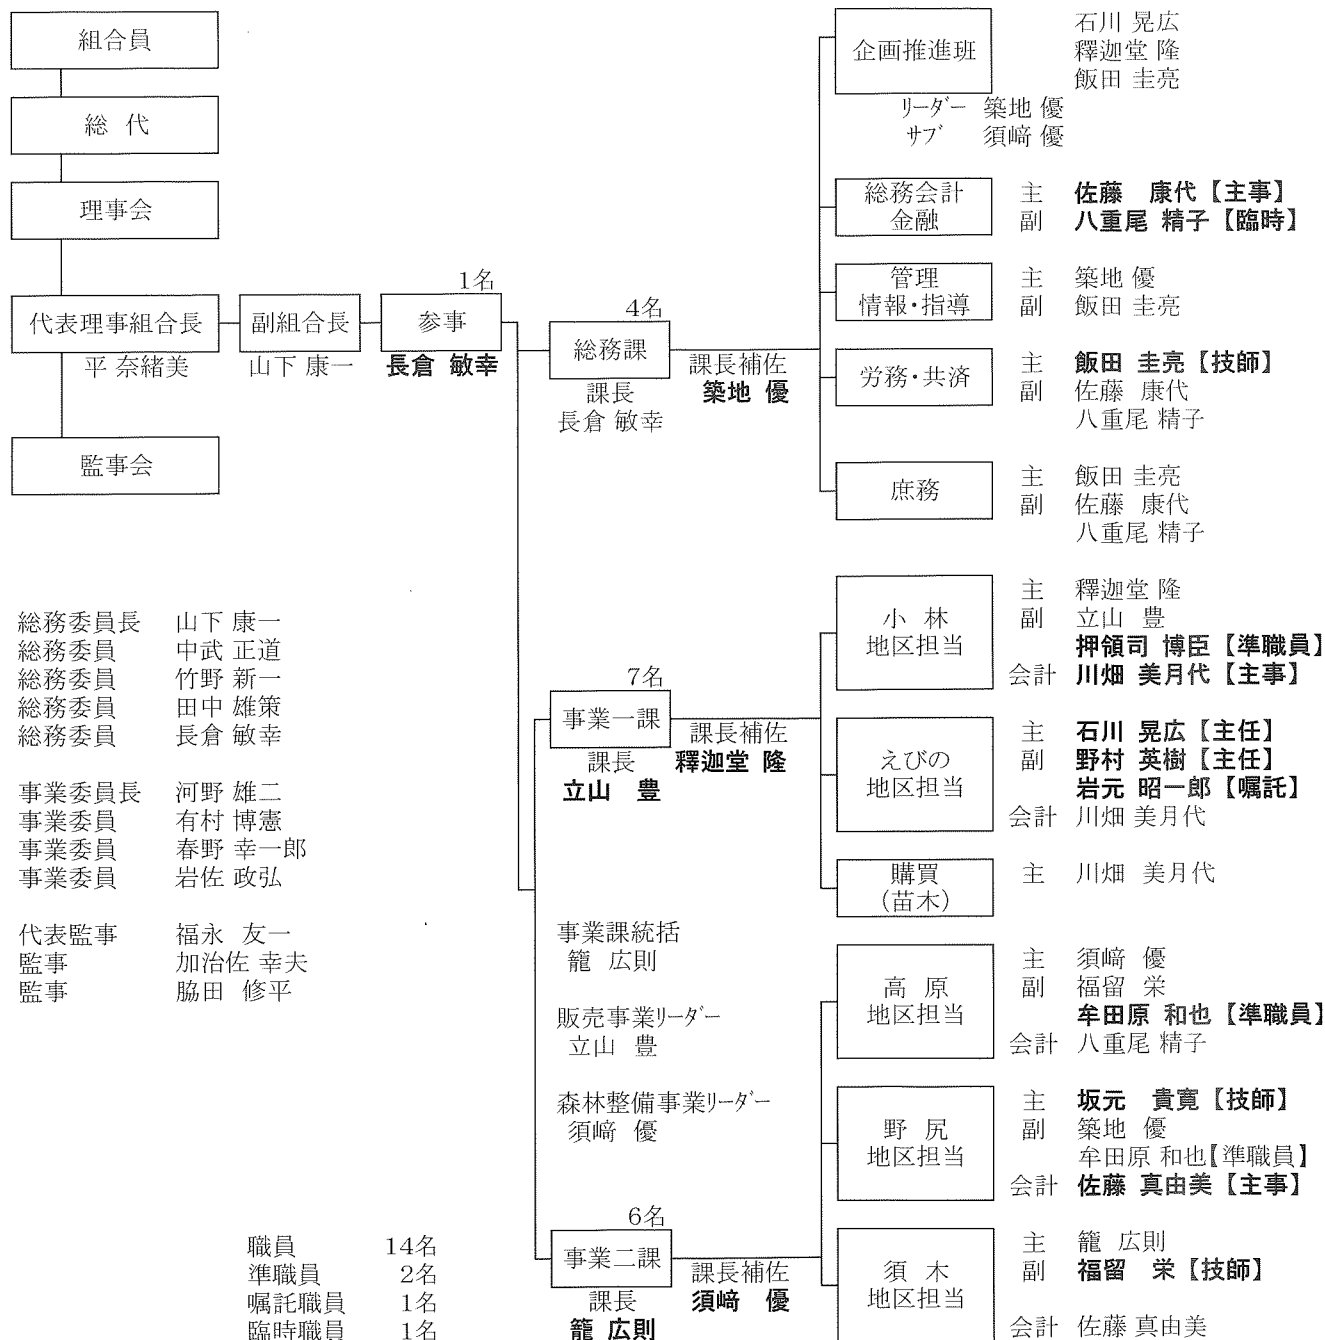 組合員
総 代
理事会
代表理事組合長
平 奈緒美
監事会
副組合長
山下 康一
1名
参事
長倉 敏幸
4名
総務課
課長
長倉 敏幸
課長補佐
築地 優
企画推進班
石川 晃広
釋迦堂 隆
飯田 圭亮
リーダー 築地 優
サブ 須﨑 優
総務会計
金融
主 佐藤 康代【主事】
副 八重尾 精子【臨時】
管理
情報・指導
主 築地 優
副 飯田 圭亮
労務・共済
主 飯田 圭亮【技師】
副 佐藤 康代
八重尾 精子
庶務
主 飯田 圭亮
副 佐藤 康代
八重尾 精子
総務委員長 山下 康一
総務委員 中武 正道
総務委員 竹野 新一
総務委員 田中 雄策
総務委員 長倉 敏幸
事業委員長 河野 雄二
事業委員 有村 博憲
事業委員 春野 幸一郎
事業委員 岩佐 政弘
代表監事 福永 友一
監事 加治佐 幸夫
監事 脇田 修平
7名
事業一課
課長
立山 豊
課長補佐
釋迦堂 隆
小 林
地区担当
主 釋迦堂 隆
副 立山 豊
押領司 博臣【準職員】
会計 川畑 美月代【主事】
えびの
地区担当
主 石川 晃広【主任】
副 野村 英樹【主任】
岩元 昭一郎【嘱託】
会計 川畑 美月代
購買
(苗木)
主 川畑 美月代
事業課統括
籠 広則
販売事業リーダー
立山 豊
森林整備事業リーダー
須﨑 優
6名
事業二課
課長
籠 広則
課長補佐
須﨑 優
高 原
地区担当
主 須﨑 優
副 福留 栄
牟田原 和也【準職員】
会計 八重尾 精子
野 尻
地区担当
主 坂元 貴寛【技師】
副 築地 優
牟田原 和也【準職員】
会計 佐藤 真由美【主事】
須 木
地区担当
主 籠 広則
副 福留 栄【技師】
会計 佐藤 真由美
職員 14名
準職員 2名
嘱託職員 1名
臨時職員 1名